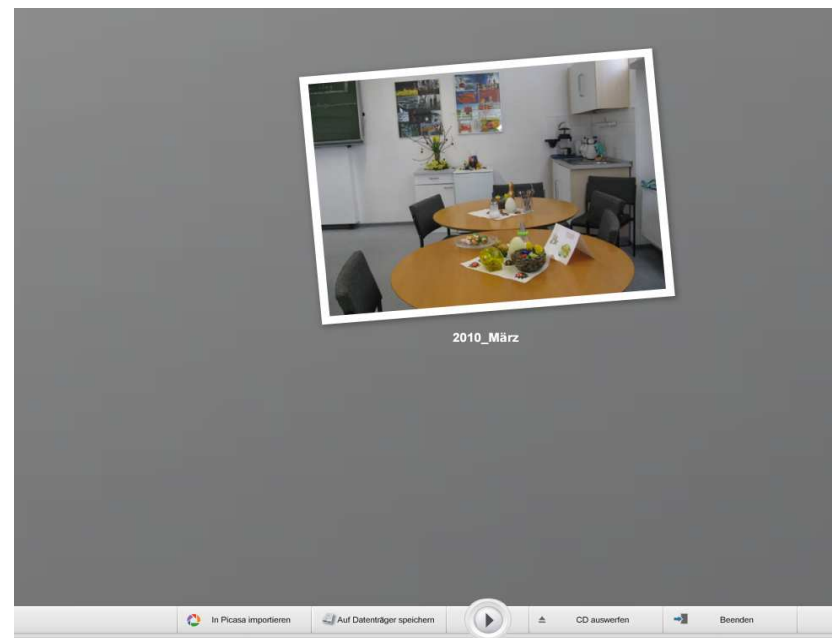 2010_März
In Picasa importieren
Auf Datenträger speichern
CD auswerfen
Beenden